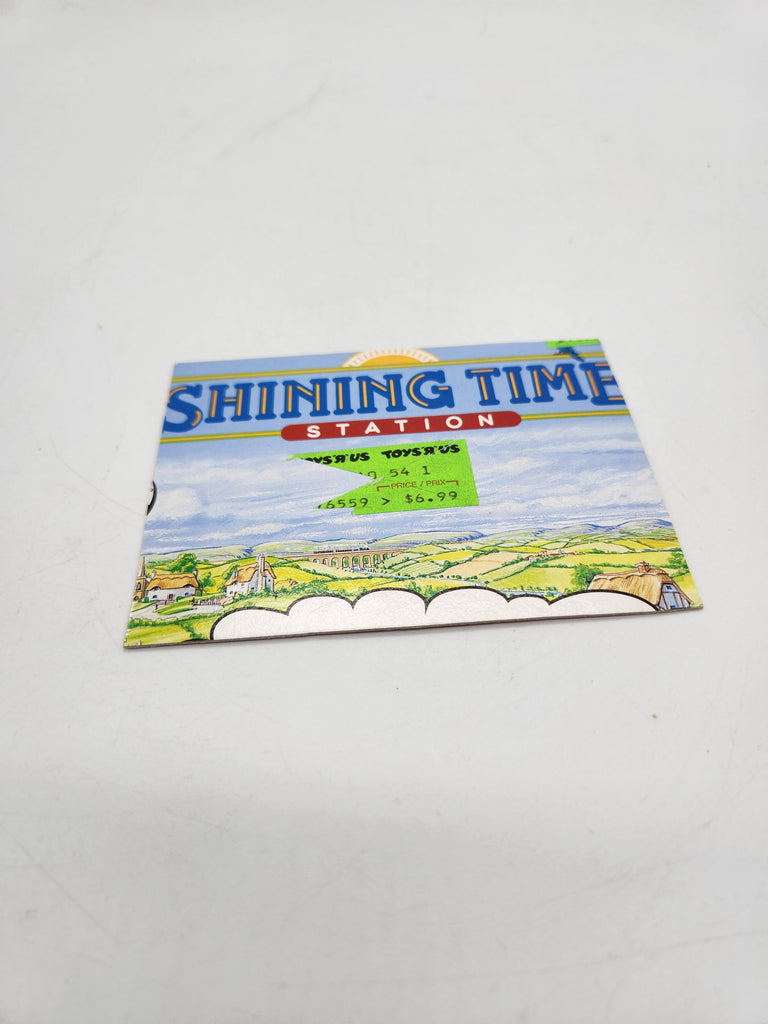 SHINING TIME
STATION
TOYS"R"US
54 1
PRICE / PRIX
6559 > $6.99